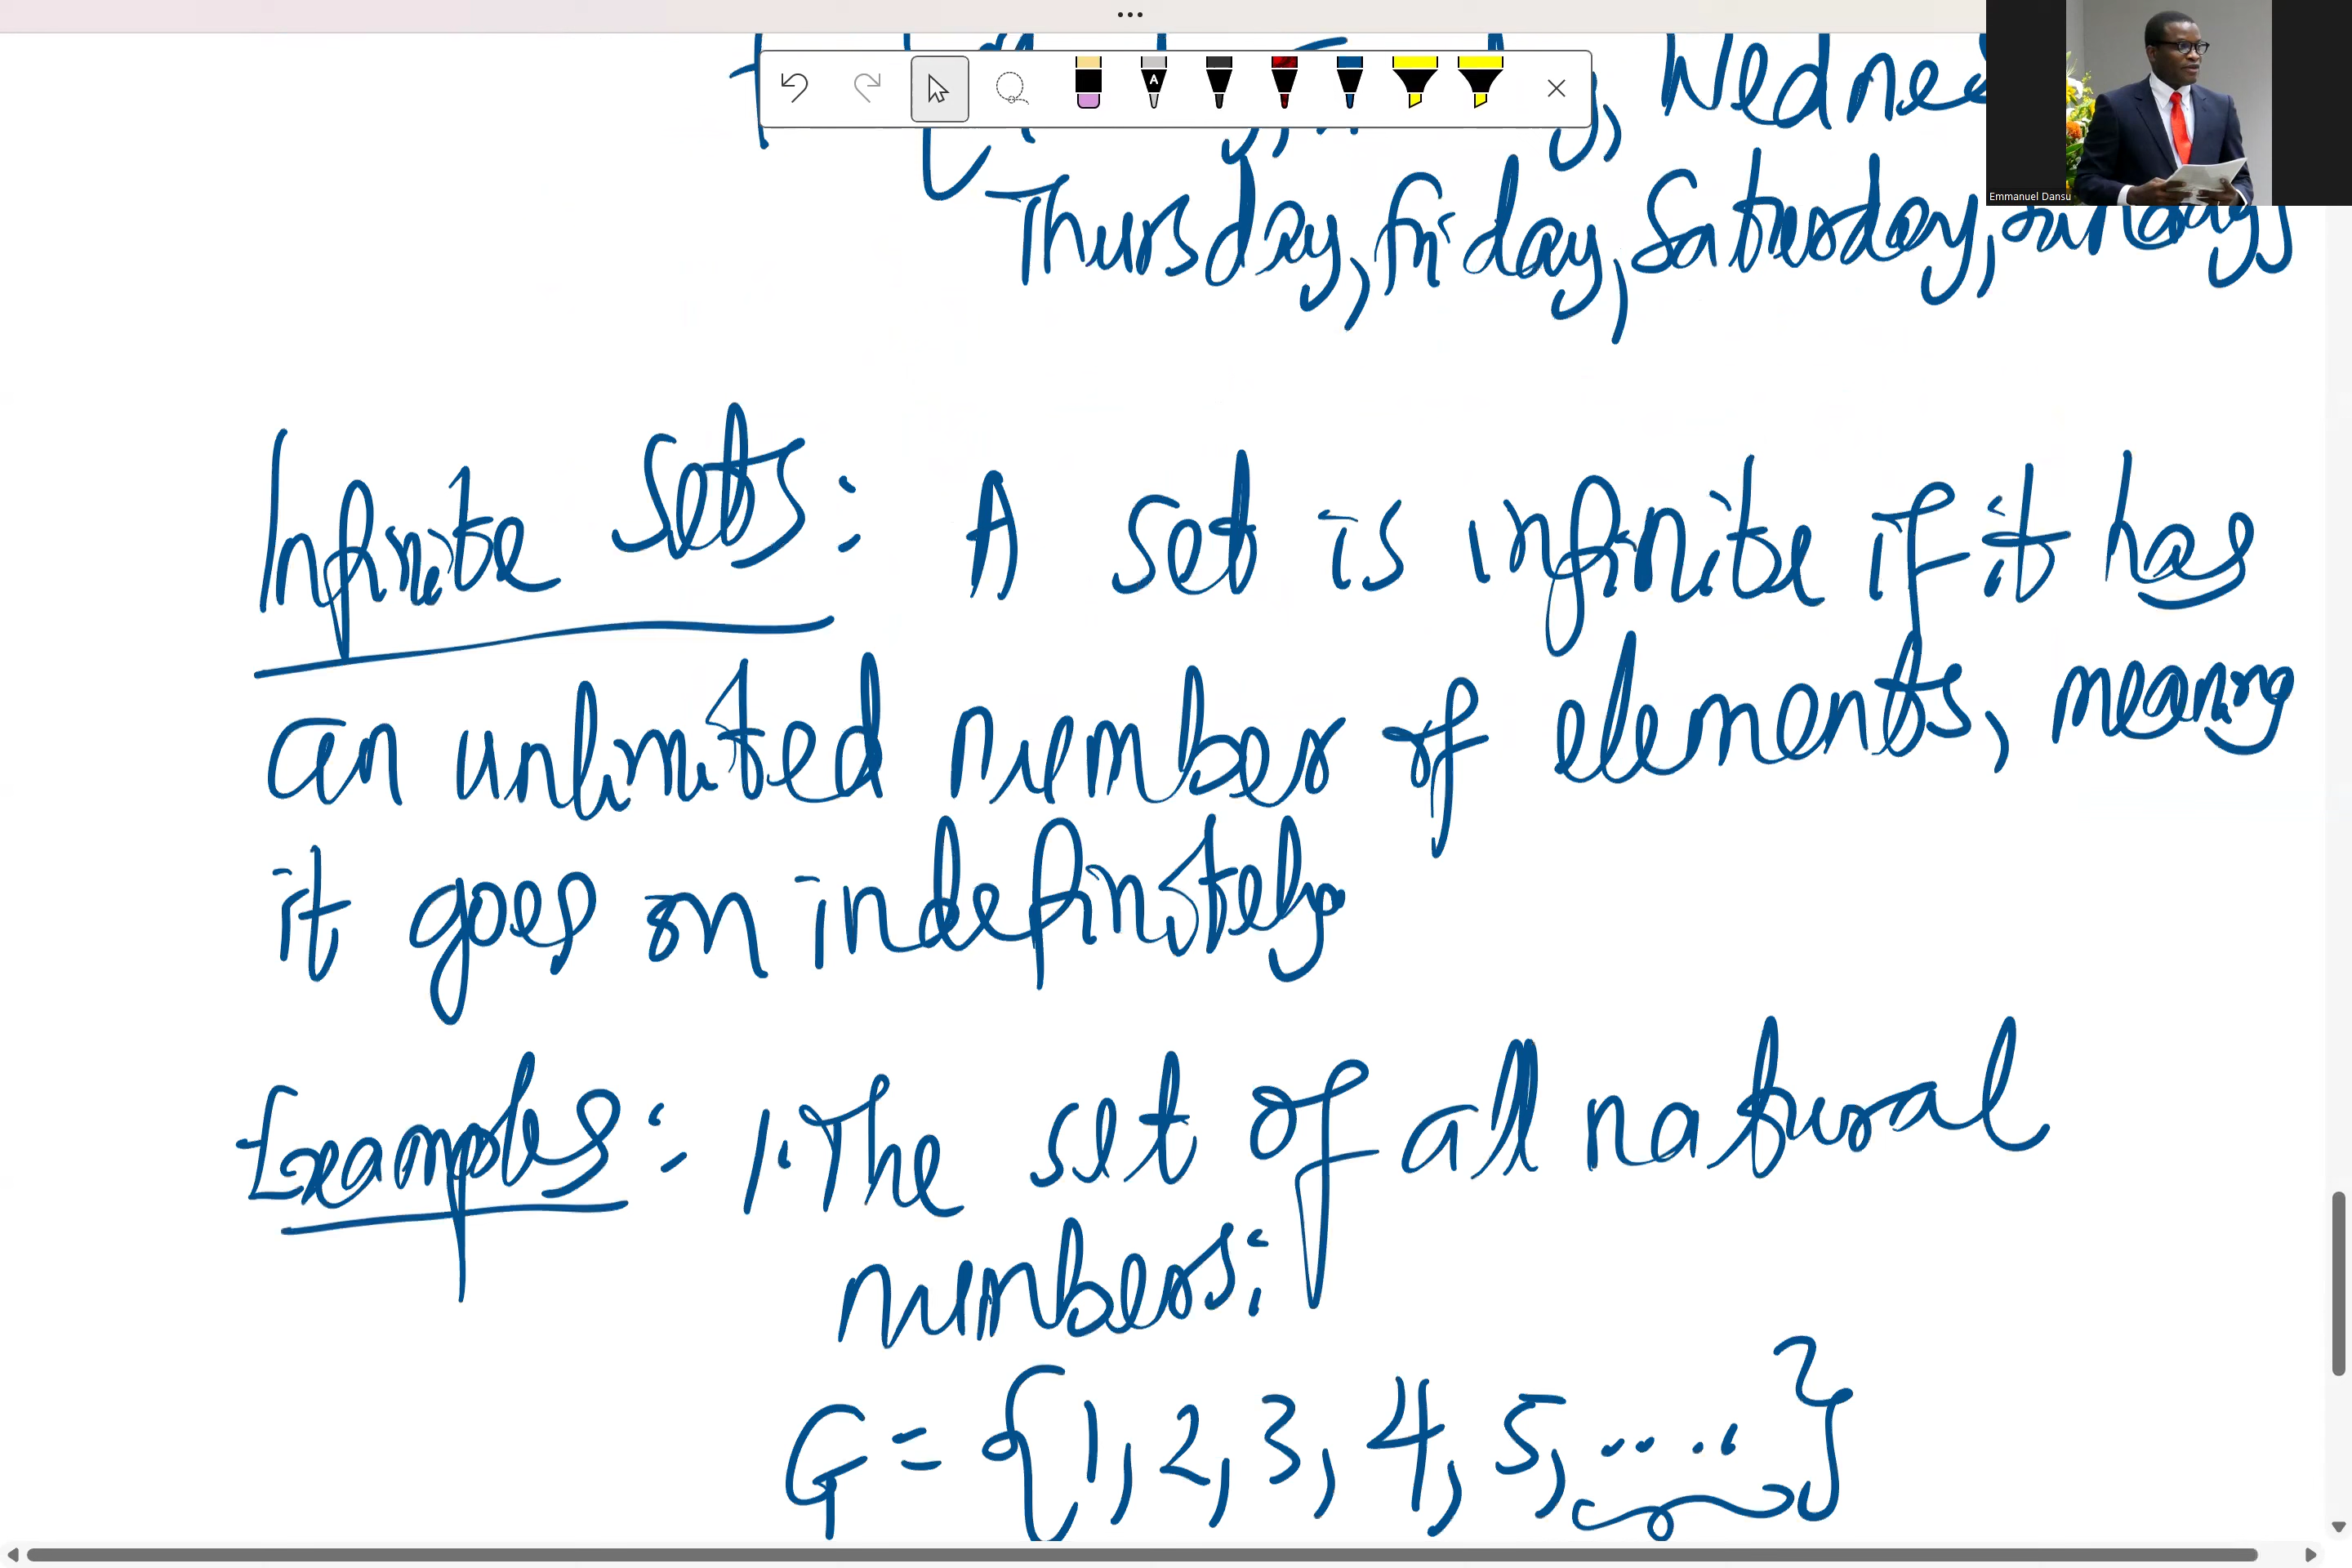 Wednes
Emmanuel Dansu
Thursday, Friday, Saturday, Sunday}
Infinite Sets: A set is infinite if it has
an unlimited number of elements, meaning
it goes on indefinitely.
Examples: 1. The set of all natural
numbers:
G = {1, 2, 3, 4, 5, .....}